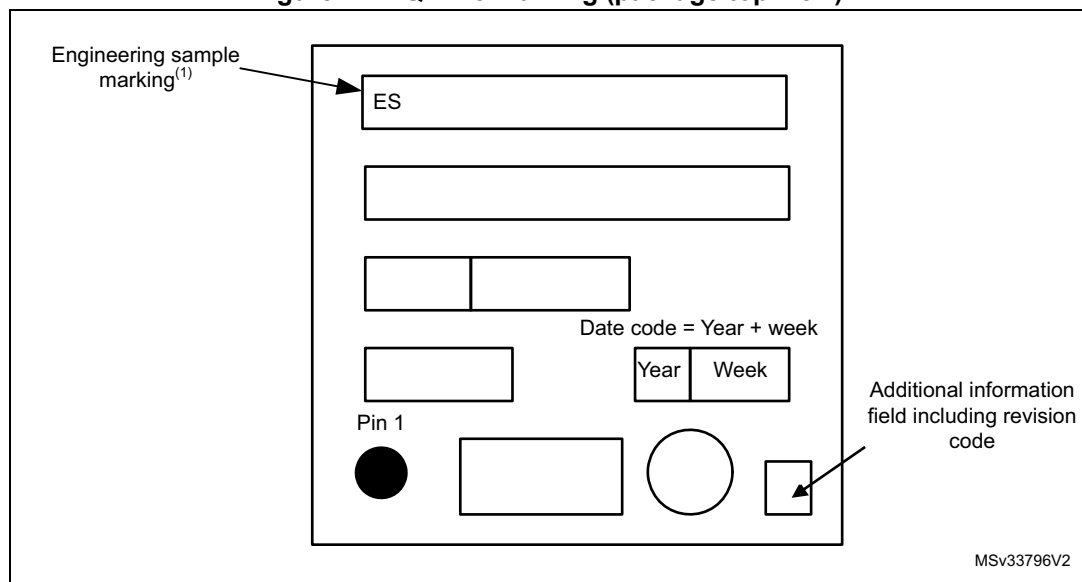 Engineering sample
marking(1)
ES
Date code = Year + week
Year Week
Additional information
field including revision
code
Pin 1
MSv33796V2